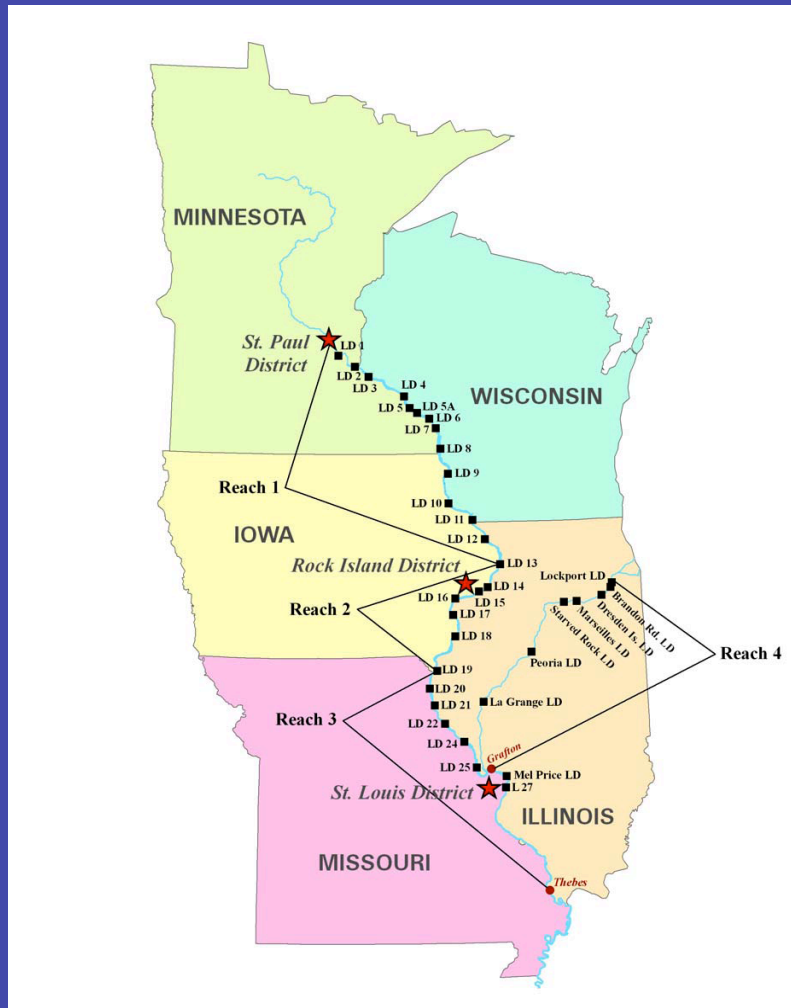 MINNESOTA
St. Paul
District
LD 1
LD 2
LD 3
LD 4
LD 5
LD 5A
LD 6
LD 7
WISCONSIN
LD 8
LD 9
Reach 1
LD 10
LD 11
IOWA
LD 12
Rock Island District
LD 13
LD 14
LD 15
LD 16
Reach 2
LD 17
LD 18
Lockport LD
Brandon Rd. LD
Dresden Is. LD
Marseilles LD
Starved Rock LD
Peoria LD
Reach 4
LD 19
LD 20
La Grange LD
LD 21
Reach 3
LD 22
LD 24
Grafton
LD 25
Mel Price LD
St. Louis District
L 27
ILLINOIS
MISSOURI
Thebes